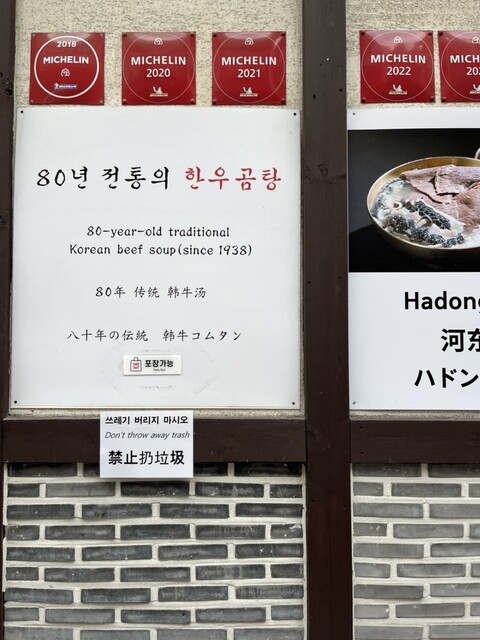 2018
MICHELIN
MICHELIN
2020
MICHELIN
2021
MICHELIN
2022
80년 전통의 한우곰탕
80-year-old traditional
Korean beef soup(since 1938)
80年 传统 韩牛汤
八十年の伝統 韓牛コムタン
포장가능
쓰레기 버리지 마시오
Don't throw away trash
禁止扔垃圾
Hadong
河东
ハドン